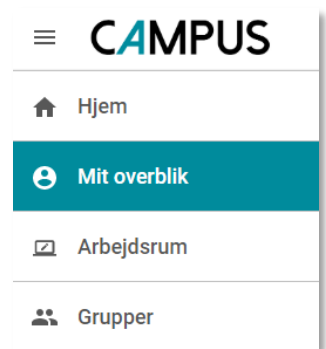 CAMPUS
Hjem
Mit overblik
Arbejdsrum
Grupper